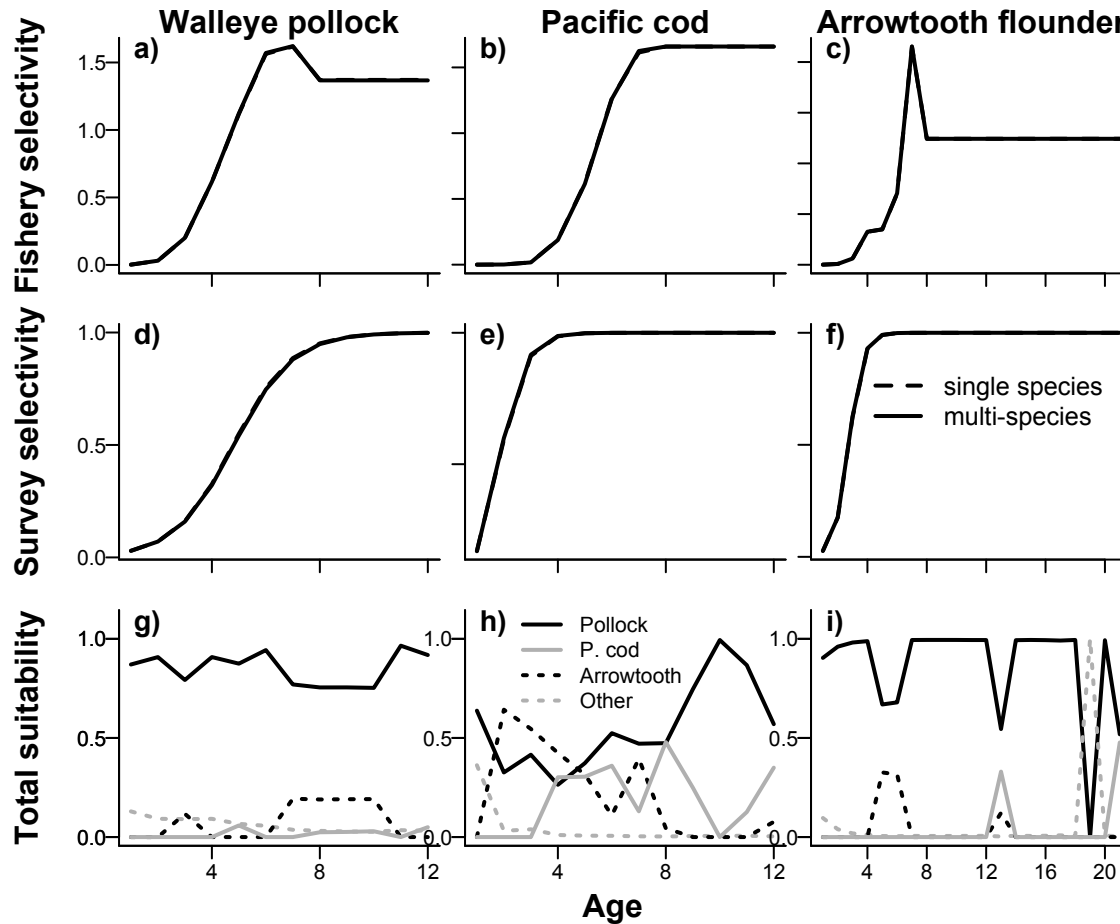 Walleye pollock Pacific cod Arrowtooth flounder
Fishery selectivity
a) b) c)
1.5
1.0
0.5
0.0
Survey selectivity
d) e) f)
1.0
0.5
0.0
single species
multi-species
Total suitability
g) h) i)
1.0 1.0 1.0
0.5 0.5 0.5
0.0 0.0 0.0
Pollock
P. cod
Arrowtooth
Other
4 8 12 4 8 12 4 8 12 16 20
Age